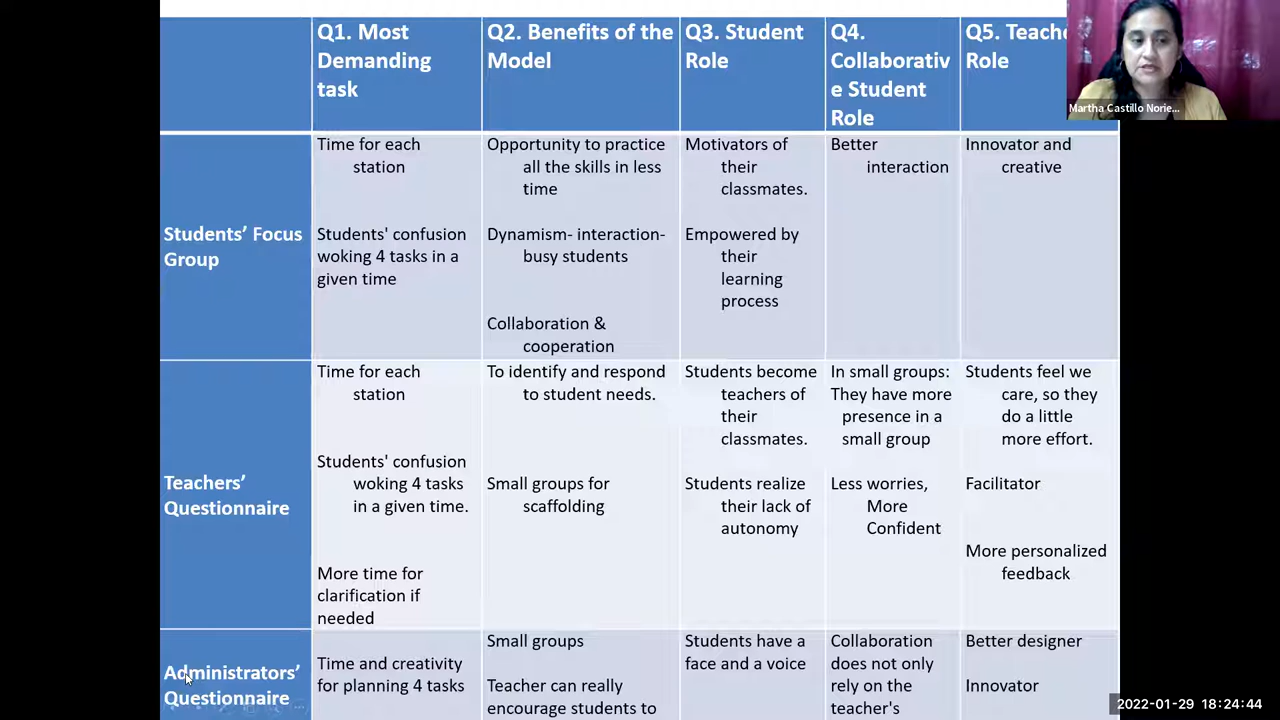 Q1. Most
Demanding
task
Q2. Benefits of the
Model
Q3. Student
Role
Q4.
Collaborativ
e Student
Role
Q5.
Role
Martha Castillo Norie...
Students' Focus
Group
Time for each
station
Students' confusion
woking 4 tasks in a
given time
Opportunity to practice
all the skills in less
time
Dynamism- interaction-
busy students
Collaboration &
cooperation
Motivators of
their
classmates.
Empowered by
their
learning
process
Better
interaction
Innovator and
creative
Teachers'
Questionnaire
Time for each
station
Students' confusion
woking 4 tasks
in a given time.
More time for
clarification if
needed
To identify and respond
to student needs.
Small groups for
scaffolding
Students become
teachers of
their
classmates.
Students realize
their lack of
autonomy
In small groups:
They have more
presence in a
small group
Less worries,
More
Confident
Students feel we
care, so they
do a little
more effort.
Facilitator
More personalized
feedback
Administrators'
Questionnaire
Time and creativity
for planning 4 tasks
Small groups
Teacher can really
encourage students to
Students have a
face and a voice
Collaboration
does not only
rely on the
teacher's
Better designer
Innovator
2022-01-29 18:24:44